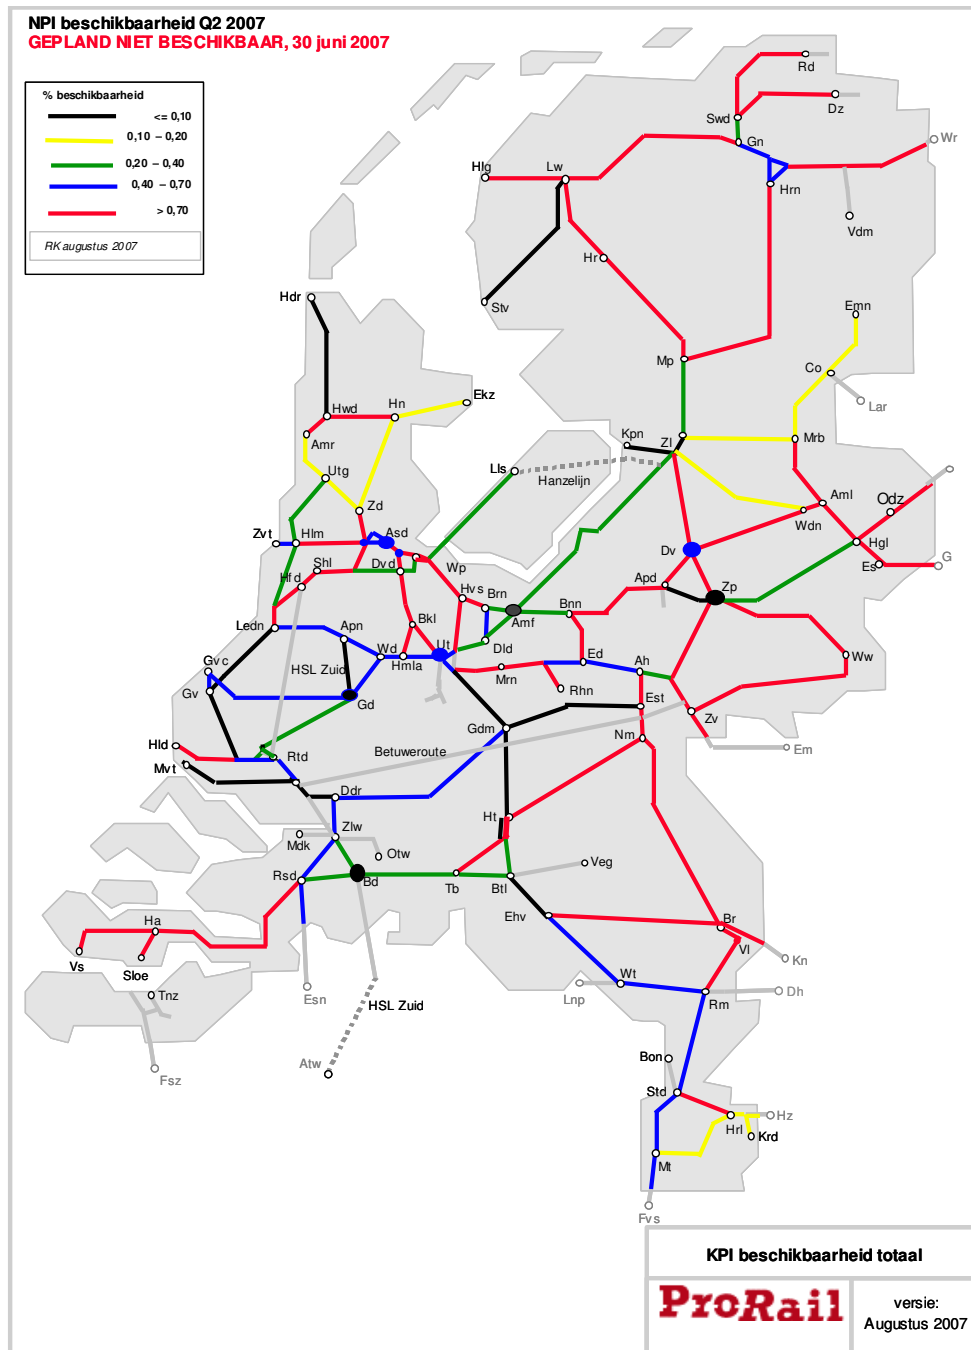 NPI beschikbaarheid Q2 2007
GEPLAND NIET BESCHIKBAAR, 30 juni 2007
% beschikbaarheid
<= 0,10
0,10 – 0,20
0,20 – 0,40
0,40 – 0,70
> 0,70
RK augustus 2007
Rd
Dz
Swd
Gn
Wr
Hlg
Lw
Hrn
Vdm
Hr
Stv
Hdr
Emn
Mp
Co
Ekz
Lar
Hwd
Hn
Amr
Kpn
Zl
Mrb
Utg
Lls
Hanzelijn
Zd
Aml
Odz
Wdn
Zvt
Hlm
Asd
Dv
Hgl
Shl
Dvd
Wp
Es
G
Hfd
Hvs
Brn
Apd
Zp
Ledn
Apn
Bkl
Amf
Bnn
Wd
Hmla
Ut
Dld
Gvc
HSL Zuid
Ed
Ah
Ww
Gv
Gd
Mrn
Rhn
Est
Zv
Gdm
Nm
Hld
Rtd
Betuweroute
Em
Mvt
Ddr
Ht
Zlw
Mdk
Otw
Veg
Rsd
Bd
Tb
Btl
Ha
Ehv
Br
Vl
Vs
Sloe
Kn
Wt
Tnz
Esn
HSL Zuid
Lnp
Rm
Dh
Atw
Bon
Fsz
Std
Hrl
Hz
Krd
Mt
Fvs
KPI beschikbaarheid totaal
ProRail
versie:
Augustus 2007